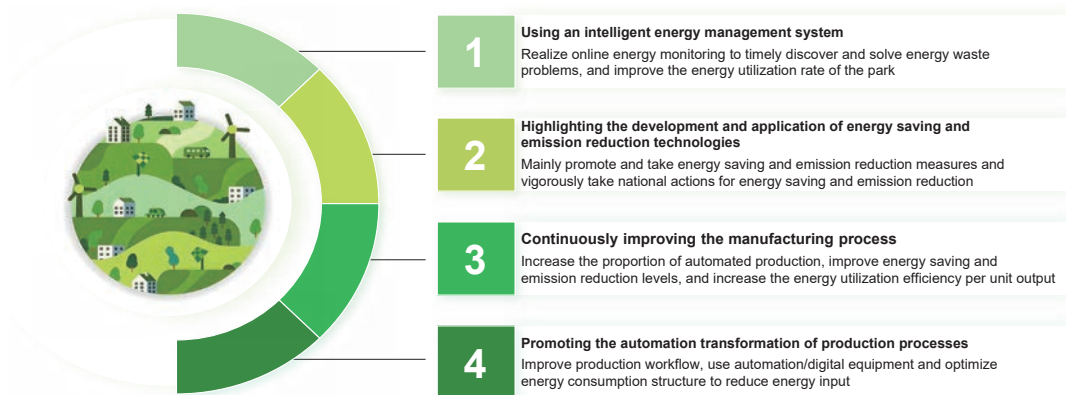 1
Using an intelligent energy management system
Realize online energy monitoring to timely discover and solve energy waste
problems, and improve the energy utilization rate of the park
2
Highlighting the development and application of energy saving and
emission reduction technologies
Mainly promote and take energy saving and emission reduction measures and
vigorously take national actions for energy saving and emission reduction
3
Continuously improving the manufacturing process
Increase the proportion of automated production, improve energy saving and
emission reduction levels, and increase the energy utilization efficiency per unit output
4
Promoting the automation transformation of production processes
Improve production workflow, use automation/digital equipment and optimize
energy consumption structure to reduce energy input